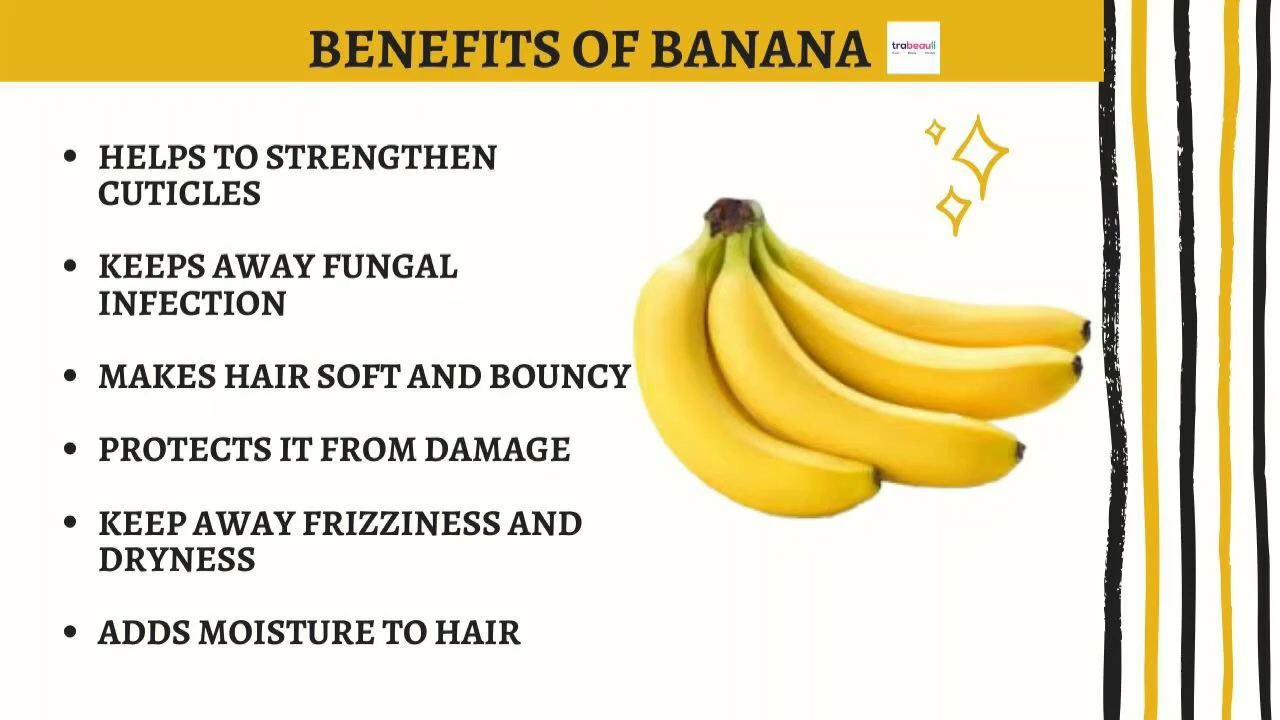 BENEFITS OF BANANA
trabeauli
• HELPS TO STRENGTHEN
CUTICLES
• KEEPS AWAY FUNGAL
INFECTION
• MAKES HAIR SOFT AND BOUNCY
• PROTECTS IT FROM DAMAGE
• KEEP AWAY FRIZZINESS AND
DRYNESS
• ADDS MOISTURE TO HAIR